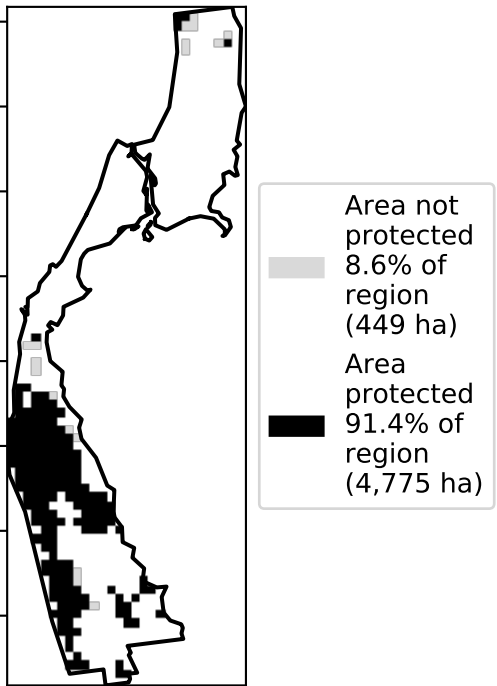 Area not
protected
8.6% of
region
(449 ha)
Area
protected
91.4% of
region
(4,775 ha)